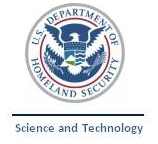 U.S. DEPARTMENT OF
HOMELAND SECURITY
Science and Technology